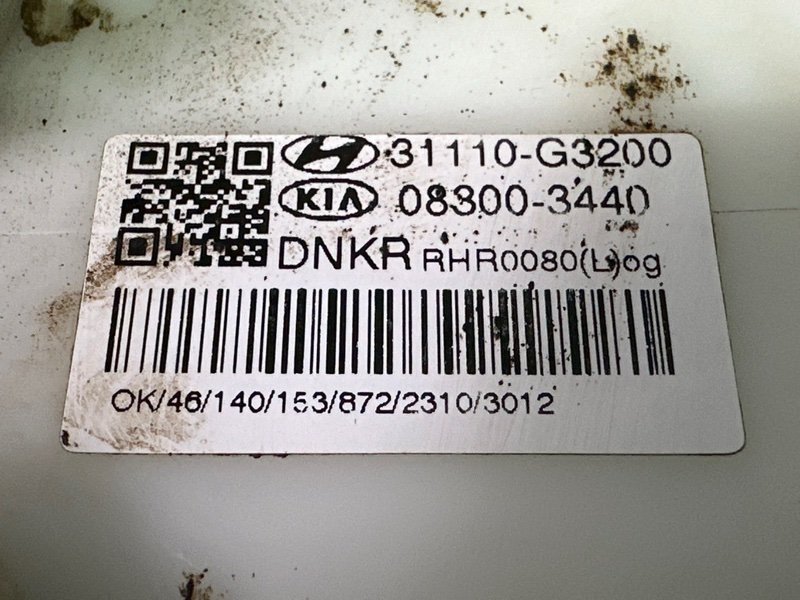 31110-G3200
KIA 08300-3440
DNKR RHR0080(L)og
OK/46/140/153/872/2310/3012